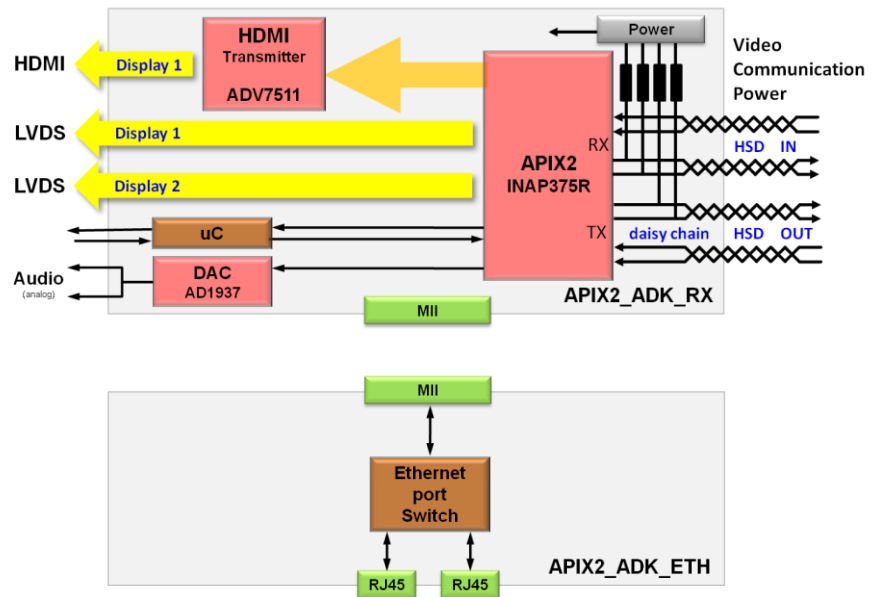 Power
HDMI
Transmitter
ADV7511
HDMI
Display 1
Video
Communication
Power
LVDS
Display 1
RX
HSD IN
APIX2
INAP375R
LVDS
Display 2
uC
TX
daisy chain HSD OUT
Audio
(analog)
DAC
AD1937
APIX2_ADK_RX
MII
MII
Ethernet
port
Switch
APIX2_ADK_ETH
RJ45
RJ45